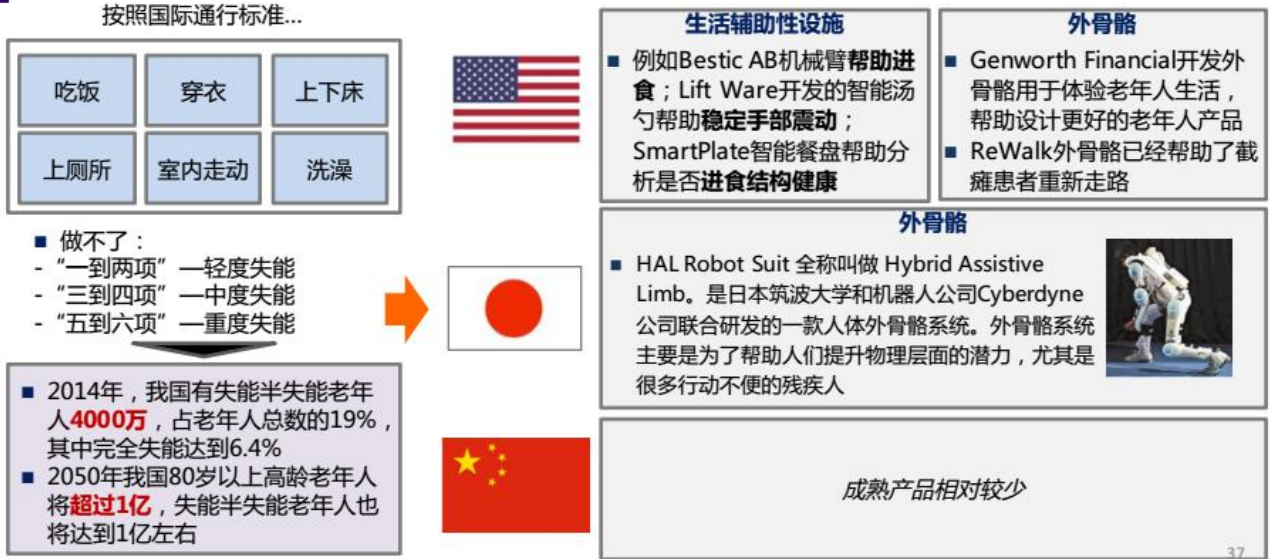 按照国际通行标准...
吃饭
穿衣
上下床
上厕所
室内走动
洗澡
■ 做不了：
- “一到两项”—轻度失能
- “三到四项”—中度失能
- “五到六项”—重度失能
■ 2014年，我国有失能半失能老年
人4000万，占老年人总数的19%，
其中完全失能达到6.4%
■ 2050年我国80岁以上高龄老年人
将超过1亿，失能半失能老年人也
将达到1亿左右
生活辅助性设施
■ 例如Bestic AB机械臂帮助进
食；Lift Ware开发的智能汤
勺帮助稳定手部震动；
SmartPlate智能餐盘帮助分
析是否进食结构健康
外骨骼
■ Genworth Financial开发外
骨骼用于体验老年人生活，
帮助设计更好的老年人产品
■ ReWalk外骨骼已经帮助了截
瘫患者重新走路
外骨骼
■ HAL Robot Suit 全称叫做 Hybrid Assistive
Limb。是日本筑波大学和机器人公司Cyberdyne
公司联合研发的一款人体外骨骼系统。外骨骼系统
主要是为了帮助人们提升物理层面的潜力，尤其是
很多行动不便的残疾人
成熟产品相对较少
37